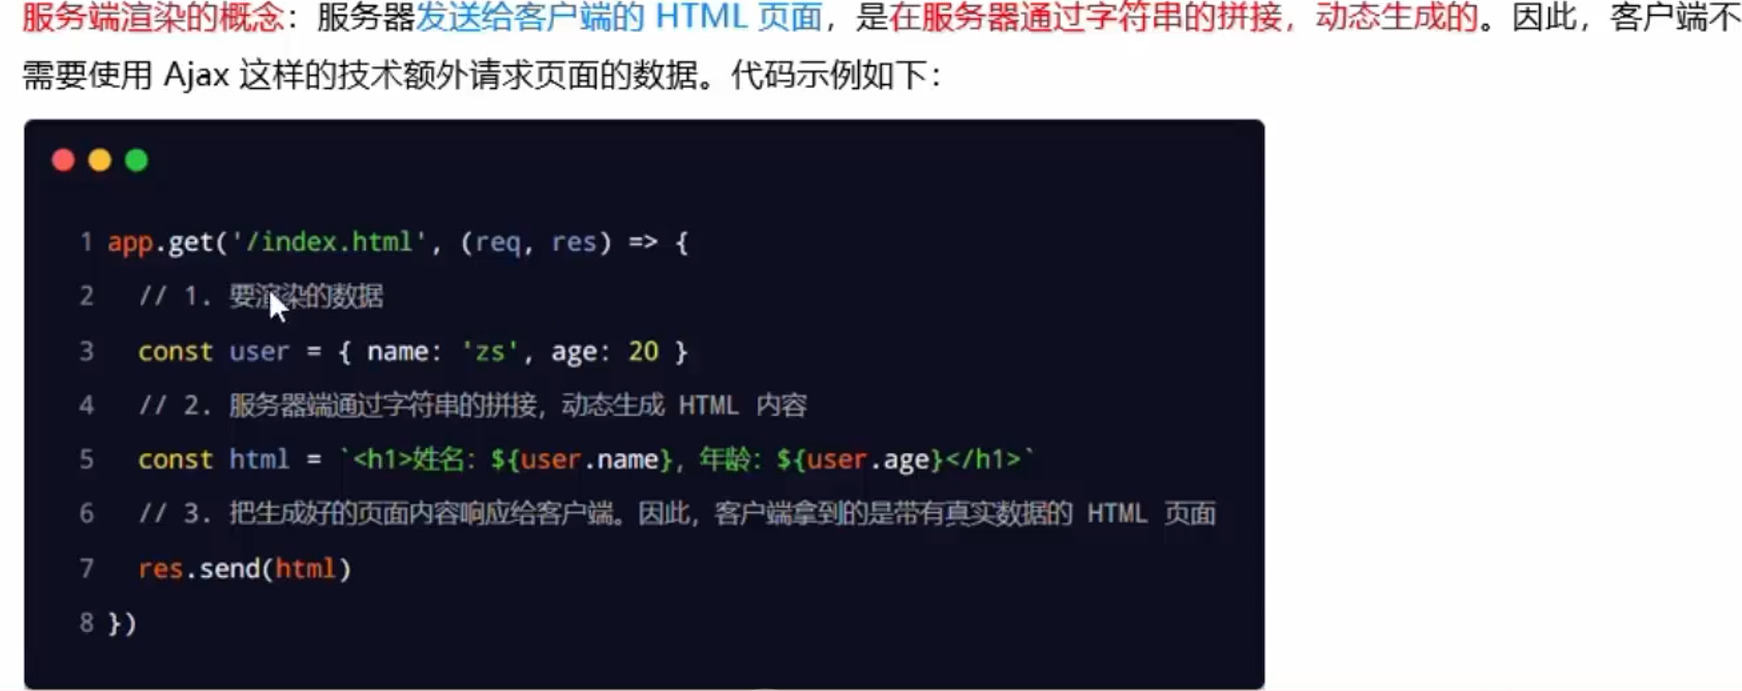 服务端渲染的概念：服务器发送给客户端的 HTML 页面，是在服务器通过字符串的拼接，动态生成的。因此，客户端不
需要使用 Ajax 这样的技术额外请求页面的数据。代码示例如下：
1 app.get('/index.html', (req, res) => {
2   // 1. 要渲染的数据
3   const user = { name: 'zs', age: 20 }
4   // 2. 服务器端通过字符串的拼接，动态生成 HTML 内容
5   const html = `<h1>姓名：${user.name}，年龄：${user.age}</h1>`
6   // 3. 把生成好的页面内容响应给客户端。因此，客户端拿到的是带有真实数据的 HTML 页面
7   res.send(html)
8 })